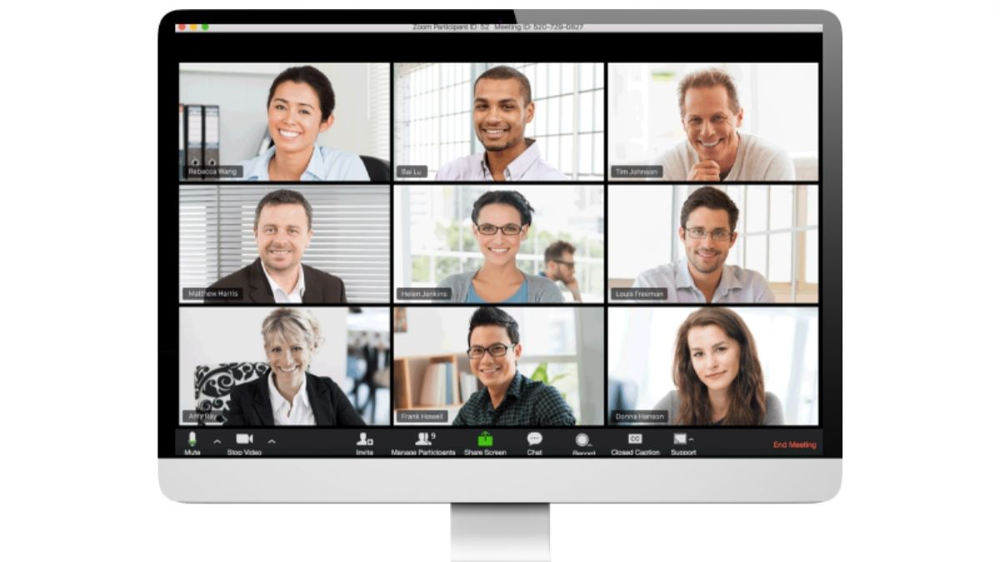 Zoom Participant ID: 52 Meeting ID: 520-729-0827
Rebacca Wang
Bai Lu
Tim Johnson
Matthew Harris
Helen Jenkins
Louis Freeman
Amy Ray
Frank Howell
Donna Hanson
9
CC
Mute
Stop Video
Invite
Manage Participants
Share Screen
Chat
Record
Closed Caption
Support
End Meeting